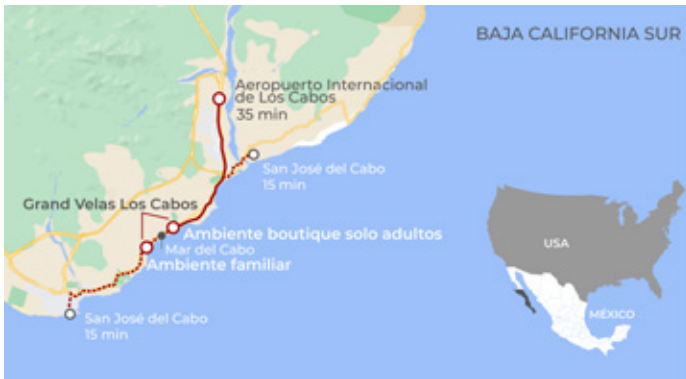 BAJA CALIFORNIA SUR
Aeropuerto Internacional
de Los Cabos
35 min
San José del Cabo
15 min
Grand Velas Los Cabos
Ambiente boutique solo adultos
Mar del Cabo
Ambiente familiar
San José del Cabo
15 min
USA
MÉXICO